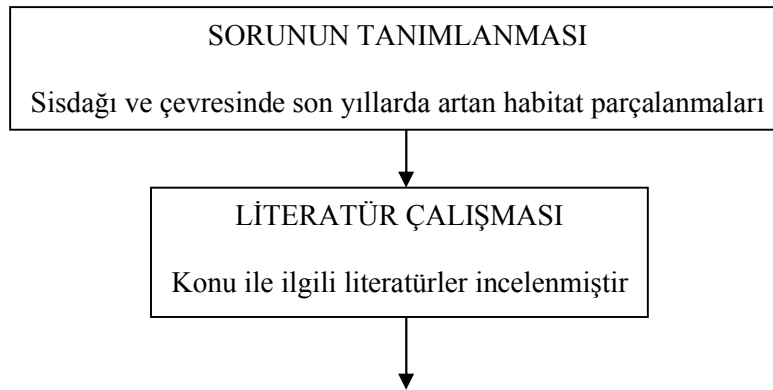 SORUNUN TANIMLANMASI
Sisdağı ve çevresinde son yıllarda artan habitat parçalanmaları
LİTERATÜR ÇALIŞMASI
Konu ile ilgili literatürler incelenmiştir